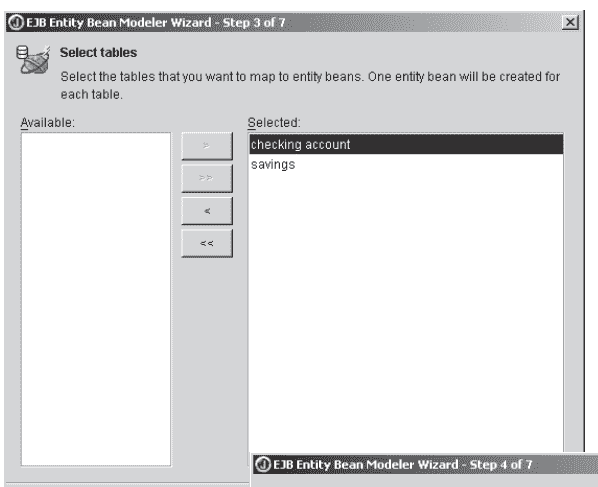 EJB Entity Bean Modeler Wizard - Step 3 of 7
Select tables
Select the tables that you want to map to entity beans. One entity bean will be created for
each table.
Available:
Selected:
>
>>
<
<<
checking account
savings
EJB Entity Bean Modeler Wizard - Step 4 of 7